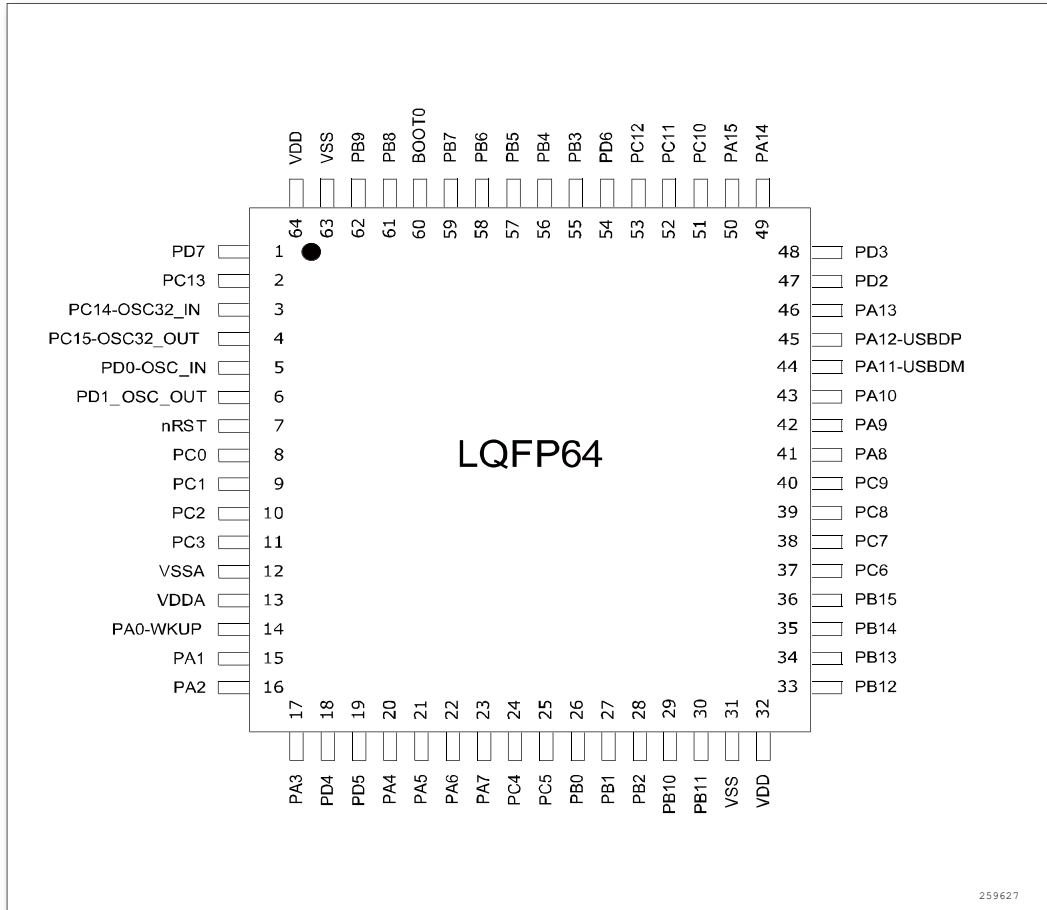 VDD
VSS
PB9
PB8
BOOT0
PB7
PB6
PB5
PB4
PB3
PD6
PC12
PC11
PC10
PA15
PA14
64
63
62
61
60
59
58
57
56
55
54
53
52
51
50
49
PD7 1
PC13 2
PC14-OSC32_IN 3
PC15-OSC32_OUT 4
PD0-OSC_IN 5
PD1_OSC_OUT 6
nRST 7
PC0 8
PC1 9
PC2 10
PC3 11
VSSA 12
VDDA 13
PA0-WKUP 14
PA1 15
PA2 16
LQFP64
48 PD3
47 PD2
46 PA13
45 PA12-USBDP
44 PA11-USBDM
43 PA10
42 PA9
41 PA8
40 PC9
39 PC8
38 PC7
37 PC6
36 PB15
35 PB14
34 PB13
33 PB12
17
18
19
20
21
22
23
24
25
26
27
28
29
30
31
32
PA3
PD4
PD5
PA4
PA5
PA6
PA7
PC4
PC5
PB0
PB1
PB2
PB10
PB11
VSS
VDD
259627